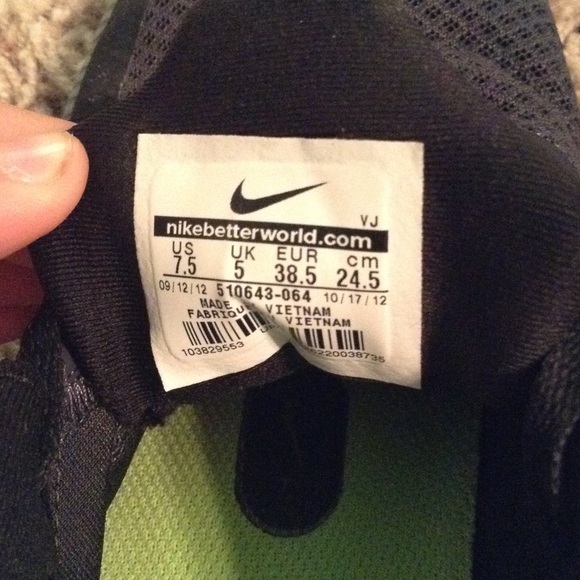 VJ
nikebetterworld.com
US UK EUR cm
7.5 5 38.5 24.5
09/12/12 510643-064 10/17/12
MADE VIETNAM
VIETNAM
103829553